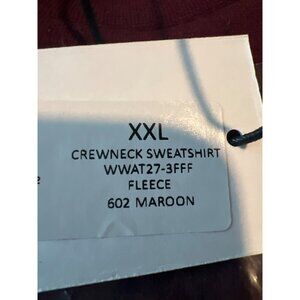 XXL
CREWNECK SWEATSHIRT
WWAT27-3FFF
FLEECE
602 MAROON